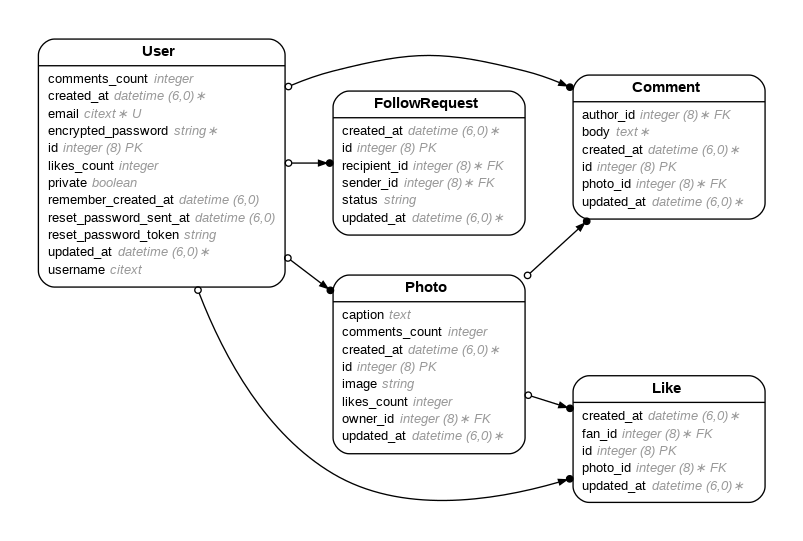 User
comments_count integer
created_at datetime (6,0)∗
email citext∗ U
encrypted_password string∗
id integer (8) PK
likes_count integer
private boolean
remember_created_at datetime (6,0)
reset_password_sent_at datetime (6,0)
reset_password_token string
updated_at datetime (6,0)∗
username citext
FollowRequest
created_at datetime (6,0)∗
id integer (8) PK
recipient_id integer (8)∗ FK
sender_id integer (8)∗ FK
status string
updated_at datetime (6,0)∗
Comment
author_id integer (8)∗ FK
body text∗
created_at datetime (6,0)∗
id integer (8) PK
photo_id integer (8)∗ FK
updated_at datetime (6,0)∗
Photo
caption text
comments_count integer
created_at datetime (6,0)∗
id integer (8) PK
image string
likes_count integer
owner_id integer (8)∗ FK
updated_at datetime (6,0)∗
Like
created_at datetime (6,0)∗
fan_id integer (8)∗ FK
id integer (8) PK
photo_id integer (8)∗ FK
updated_at datetime (6,0)∗